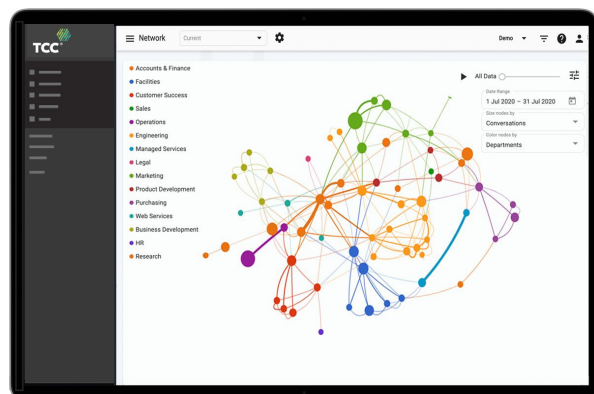 TCC
Network
Current
Demo
Accounts & Finance
Facilities
Customer Success
Sales
Operations
Engineering
Managed Services
Legal
Marketing
Product Development
Purchasing
Web Services
Business Development
HR
Research
All Data
Date Range
1 Jul 2020 – 31 Jul 2020
Size nodes by
Conversations
Color nodes by
Departments